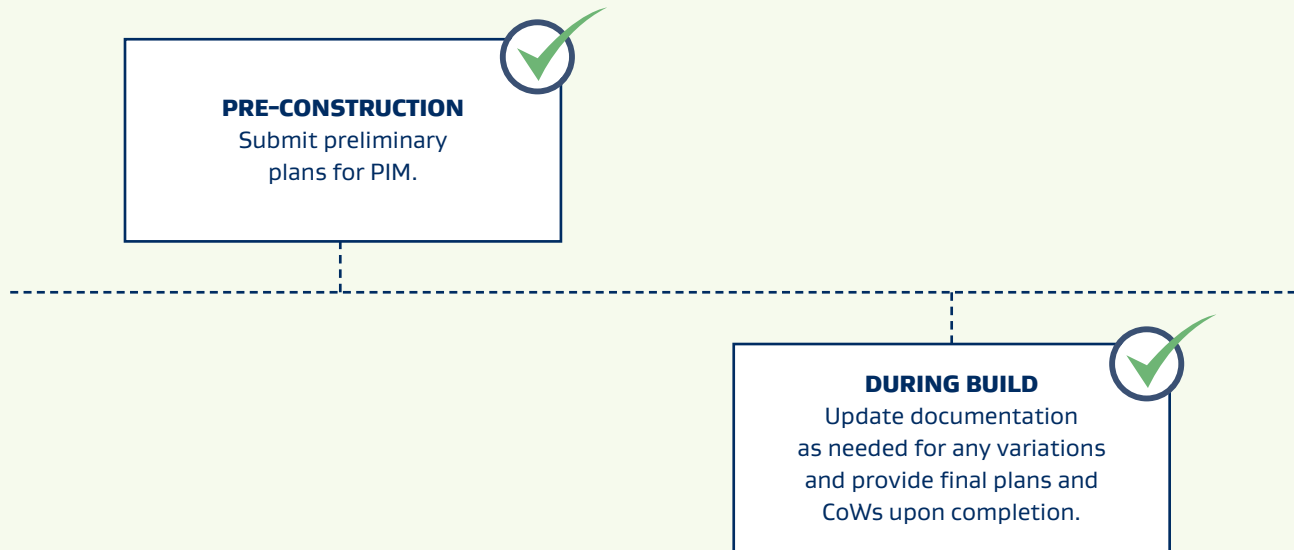 PRE-CONSTRUCTION
Submit preliminary
plans for PIM.
DURING BUILD
Update documentation
as needed for any variations
and provide final plans and
CoWs upon completion.